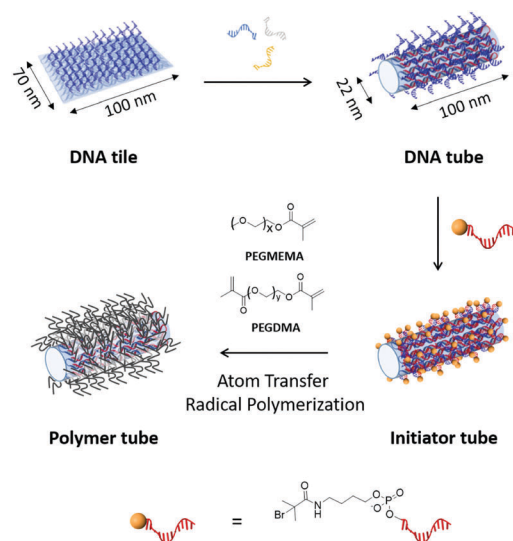 70 nm
100 nm
DNA tile
22 nm
100 nm
DNA tube
O
x
O
O
PEGMEMA
O
O
y
O
O
PEGDMA
Atom Transfer
Radical Polymerization
Polymer tube
Initiator tube
=
Br
O
N
H
O
O
P
O
-O
O